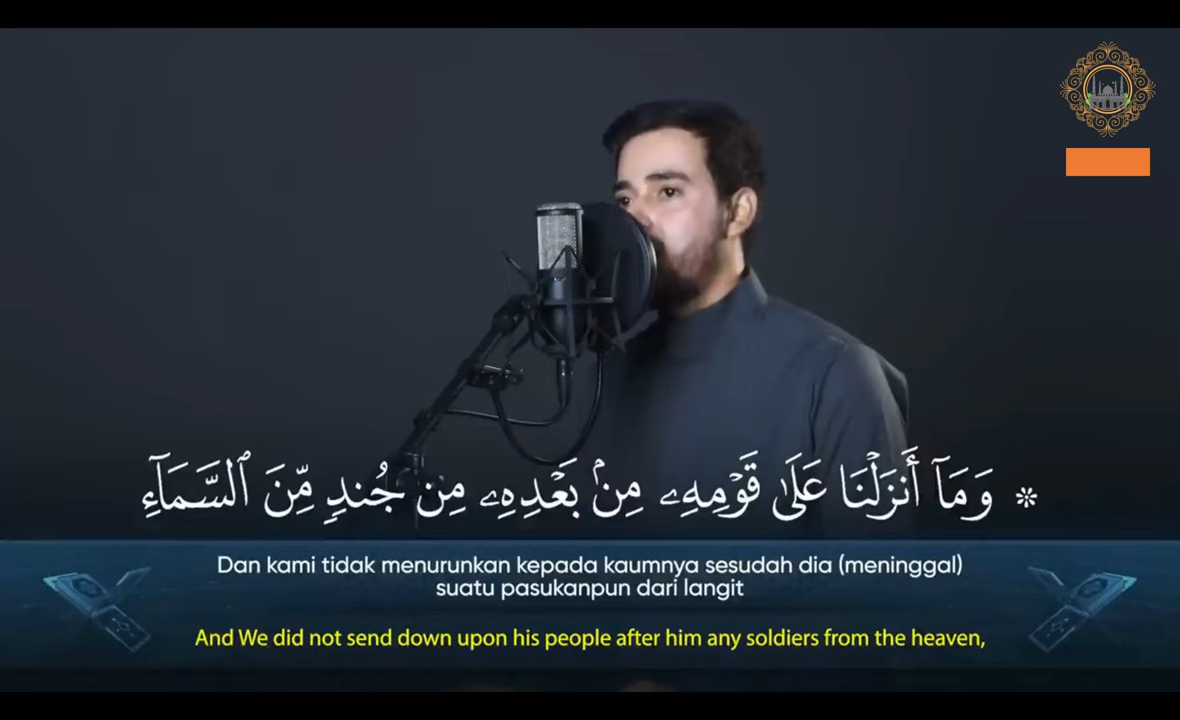 ۞ وَمَآ أَنزَلْنَا عَلَىٰ قَوْمِهِۦ مِنۢ بَعْدِهِۦ مِن جُندٍ مِّنَ ٱلسَّمَآءِ
Dan kami tidak menurunkan kepada kaumnya sesudah dia (meninggal)
suatu pasukanpun dari langit
And We did not send down upon his people after him any soldiers from the heaven,